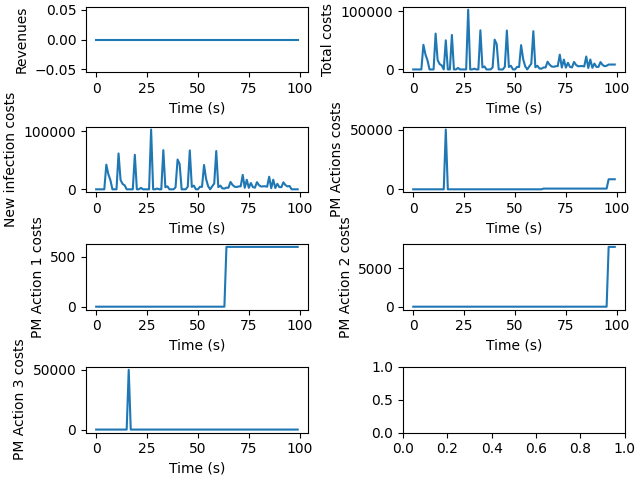 Revenues
0.05
0.00
−0.05
0 25 50 75 100
Time (s)
Total costs
100000
0
0 25 50 75 100
Time (s)
New infection costs
100000
0
0 25 50 75 100
Time (s)
PM Actions costs
50000
0
0 25 50 75 100
Time (s)
PM Action 1 costs
500
0
0 25 50 75 100
Time (s)
PM Action 2 costs
5000
0
0 25 50 75 100
Time (s)
PM Action 3 costs
50000
0
0 25 50 75 100
Time (s)
1.0
0.5
0.0
0.0 0.2 0.4 0.6 0.8 1.0